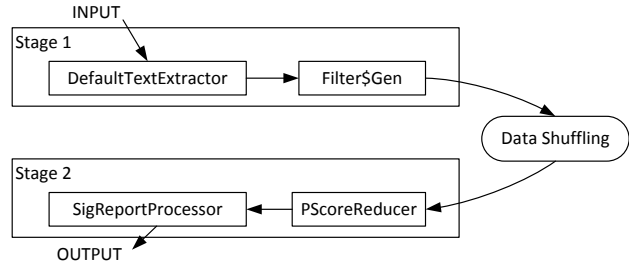 INPUT
Stage 1
DefaultTextExtractor
Filter$Gen
Data Shuffling
Stage 2
SigReportProcessor
PScoreReducer
OUTPUT